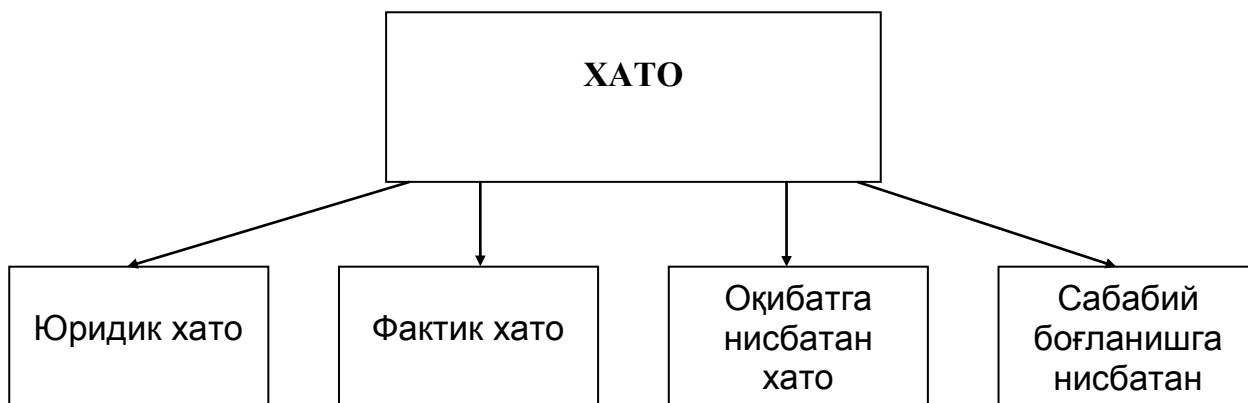 ХАТО
Юридик хато
Фактик хато
Оқибатга
нисбатан
хато
Сабабий
боғланишга
нисбатан